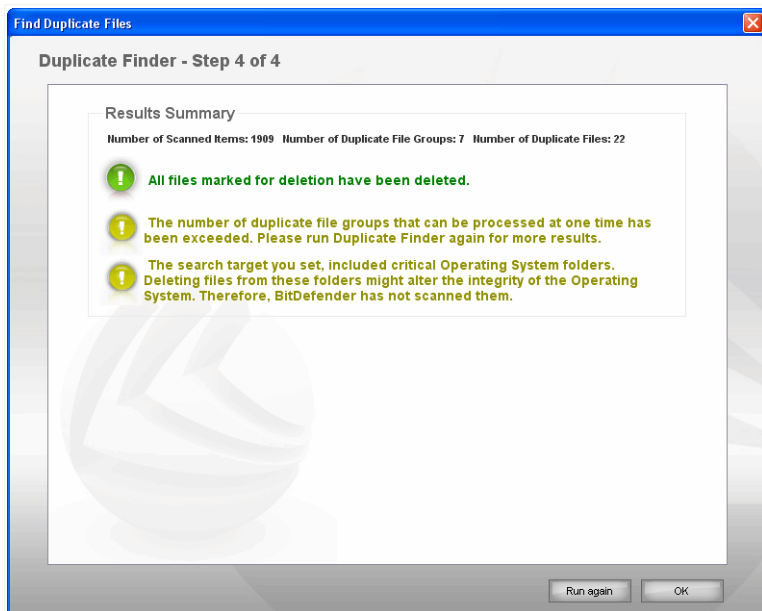 Find Duplicate Files
Duplicate Finder - Step 4 of 4
Results Summary
Number of Scanned Items: 1909 Number of Duplicate File Groups: 7 Number of Duplicate Files: 22
All files marked for deletion have been deleted.
The number of duplicate file groups that can be processed at one time has
been exceeded. Please run Duplicate Finder again for more results.
The search target you set, included critical Operating System folders.
Deleting files from these folders might alter the integrity of the Operating
System. Therefore, BitDefender has not scanned them.
Run again
OK